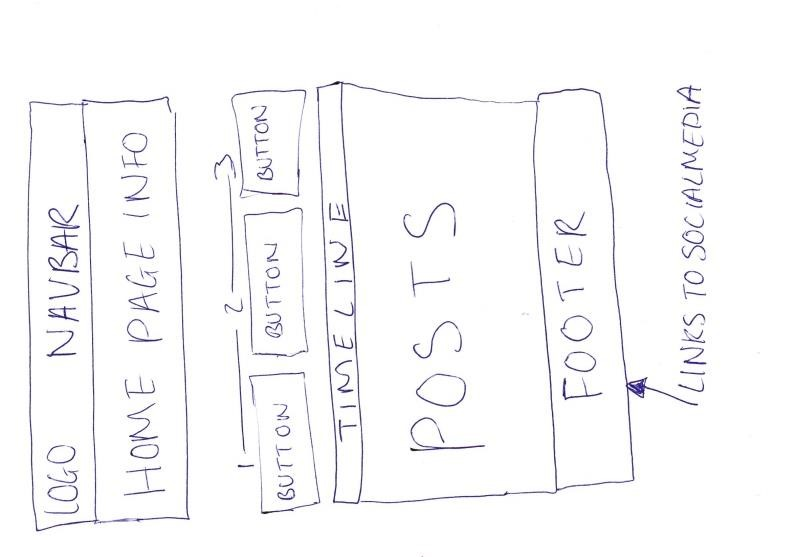 LOGO NAVBAR
HOME PAGE INFO
1 2 3
BUTTON BUTTON BUTTON
TIMELINE
POSTS
FOOTER
LINKS TO SOCIALMEDIA